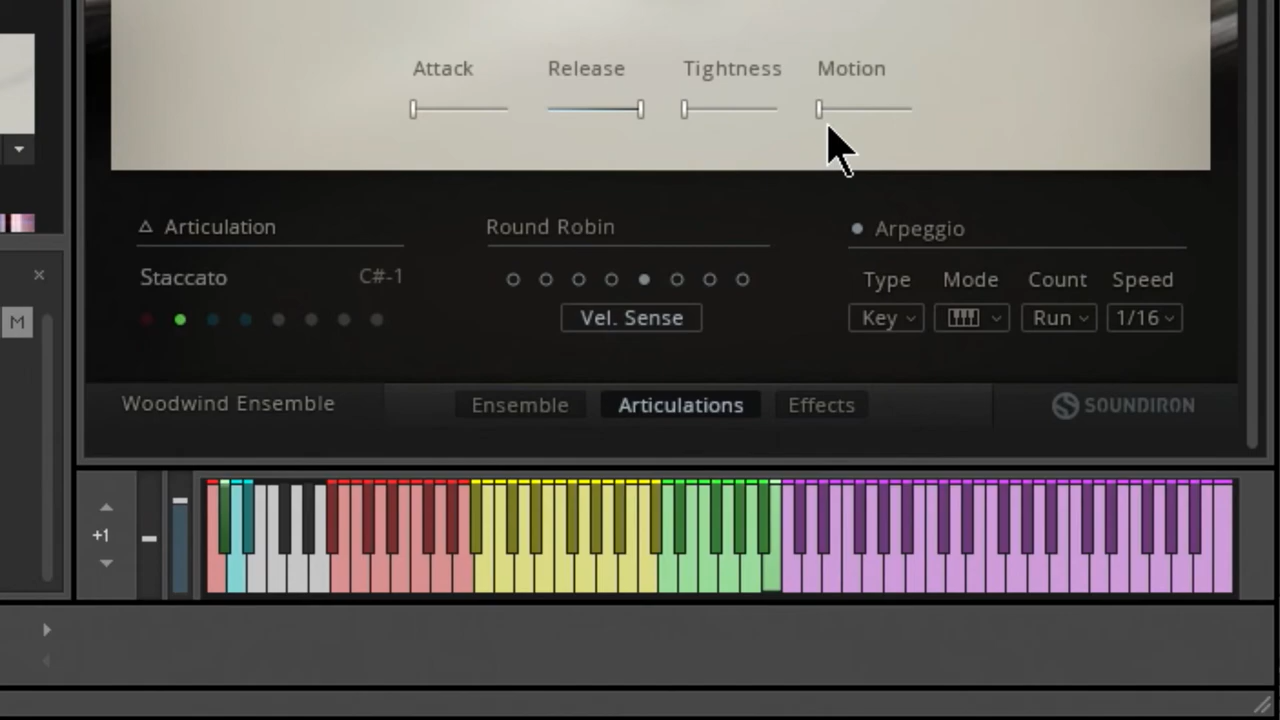 Attack Release Tightness Motion
Articulation Round Robin Arpeggio
Staccato C#-1 Type Mode Count Speed
Vel. Sense Key Run 1/16
M
Woodwind Ensemble Ensemble Articulations Effects SOUNDIRON
+1